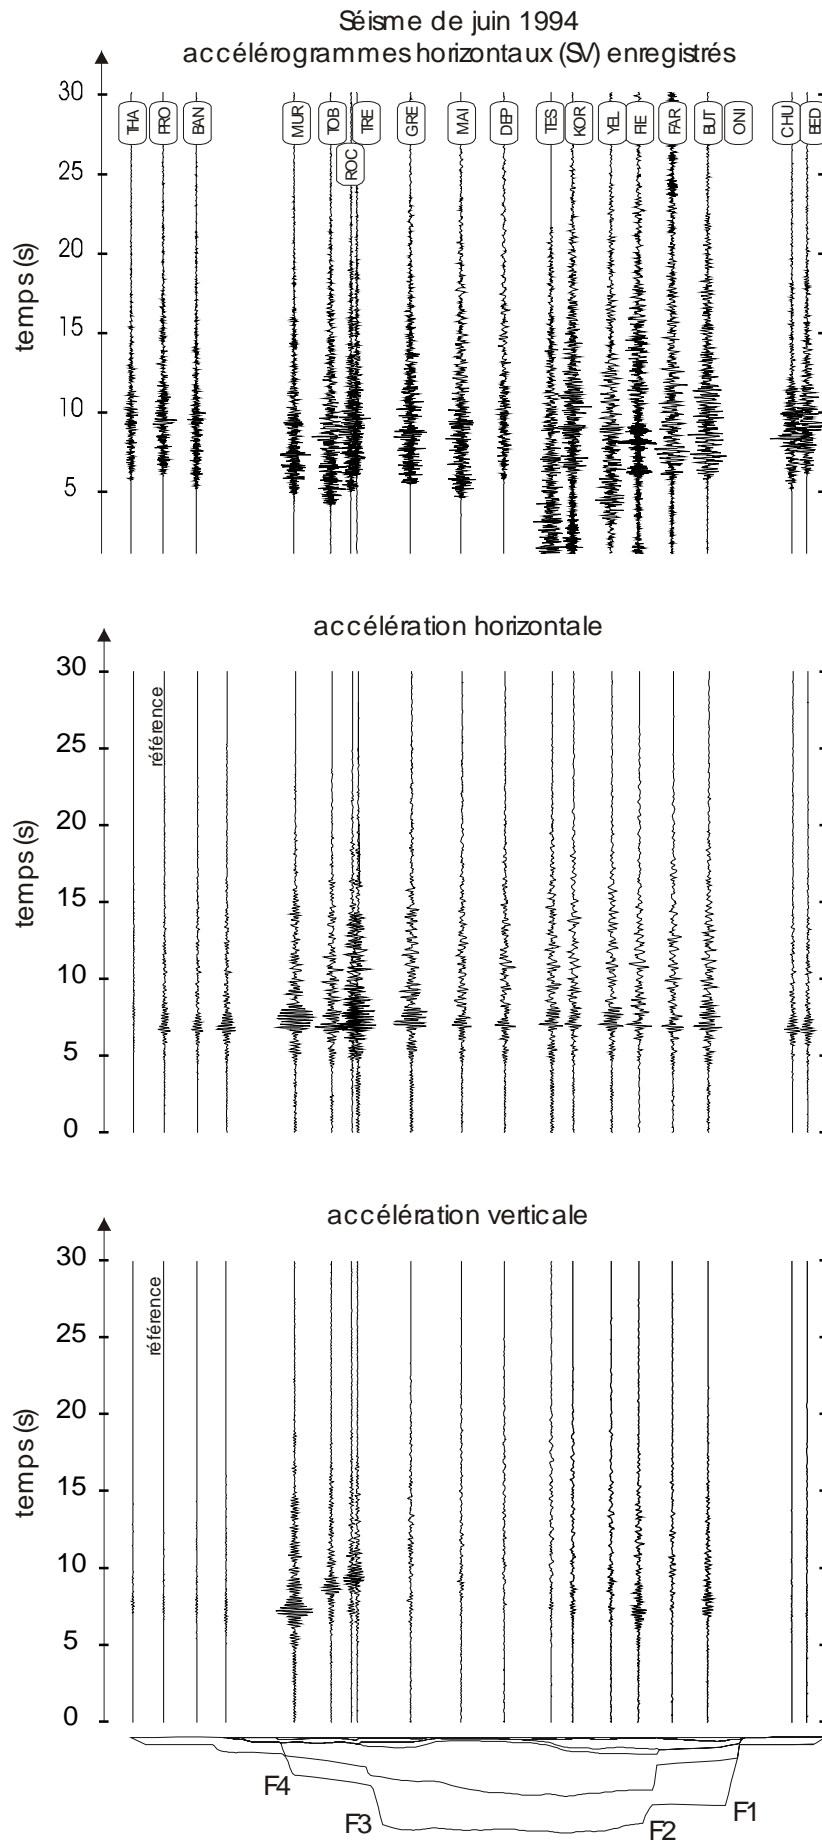 Séisme de juin 1994
accélérogrammes horizontaux (SV) enregistrés
30
THA PRO BAN MUR TOB TRE GRE MAI DEP TES KOR YEL PIE FAR BUT ONI CHU BED
ROC
25
20
temps (s)
15
10
5
accélération horizontale
30
référence
25
20
temps (s)
15
10
5
0
accélération verticale
30
référence
25
20
temps (s)
15
10
5
0
F4
F3
F2
F1